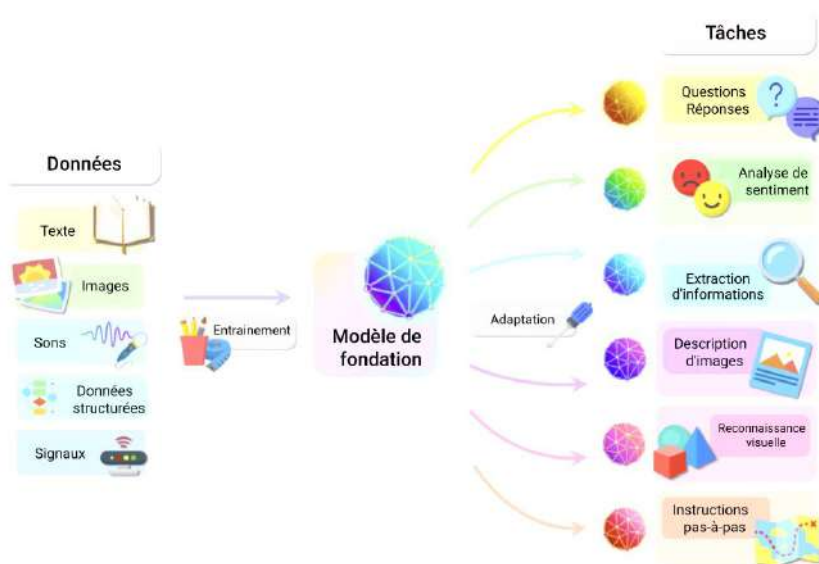 Données
Texte
Images
Sons
Données
structurées
Signaux
Entrainement
Modèle de
fondation
Adaptation
Tâches
Questions
Réponses
?
Analyse de
sentiment
Extraction
d'informations
Description
d'images
Reconnaissance
visuelle
Instructions
pas-à-pas